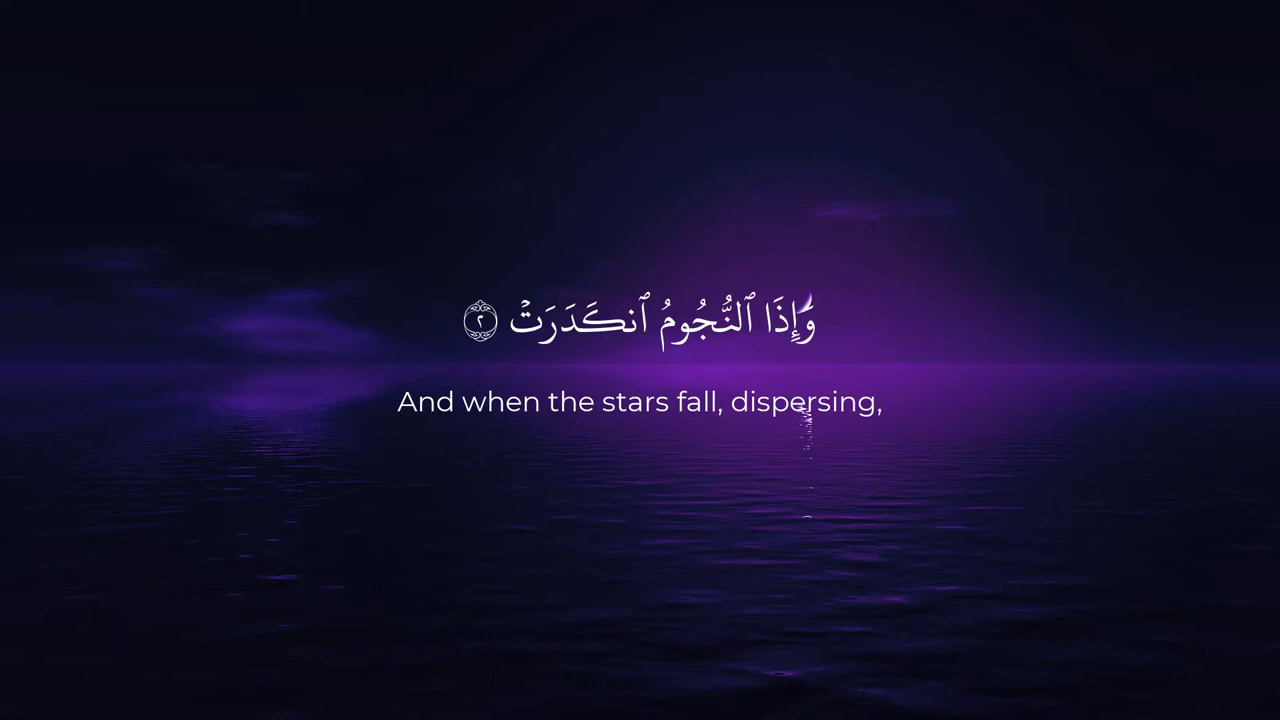 وَإِذَا ٱلنُّجُومُ ٱنكَدَرَتْ ٢
And when the stars fall, dispersing,